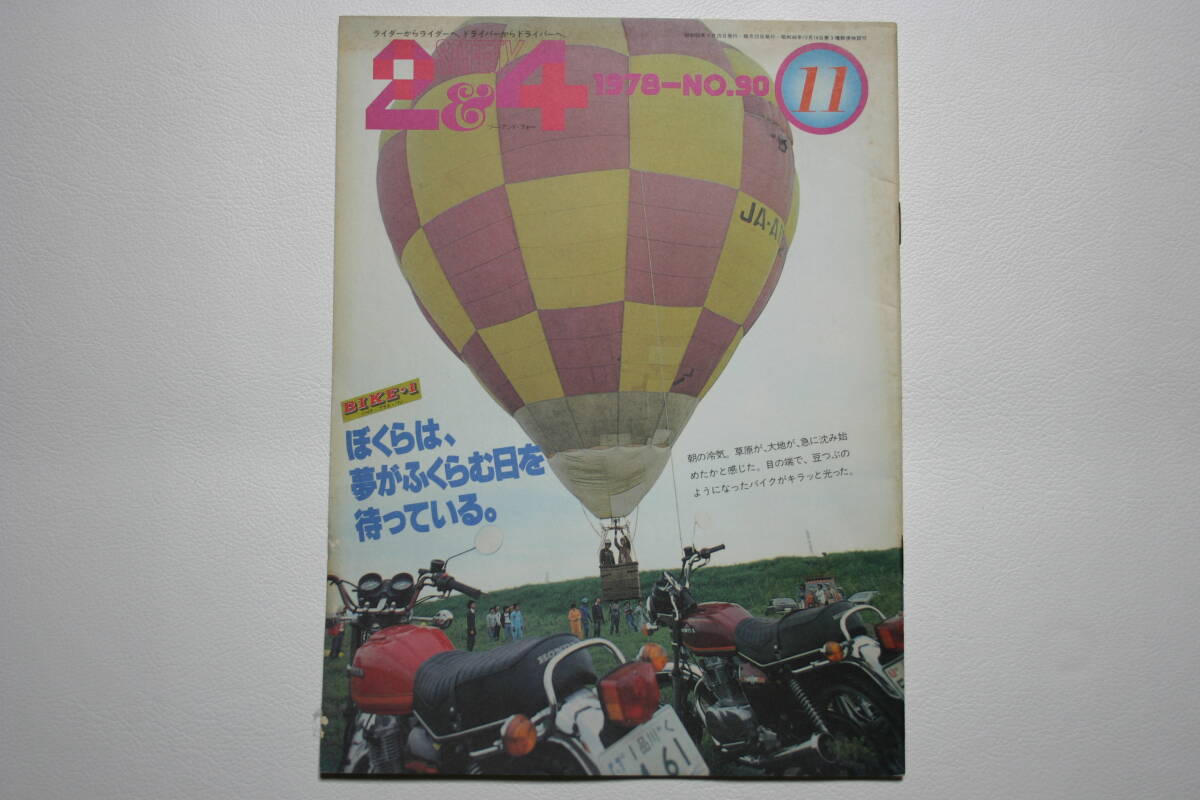 ライダーからライダーへ、ドライバーからドライバーへ。
SAFETY
2&4
ツー・アンド・フォー
1978-NO.90
11
JA-A
BIKE・I
ぼくらは、
夢がふくらむ日を
待っている。
朝の冷気。草原が、大地が、急に沈み始
めたかと感じた。目の端で、豆つぶの
ようになったバイクがキラッと光った。
HONDA
1品川く
161